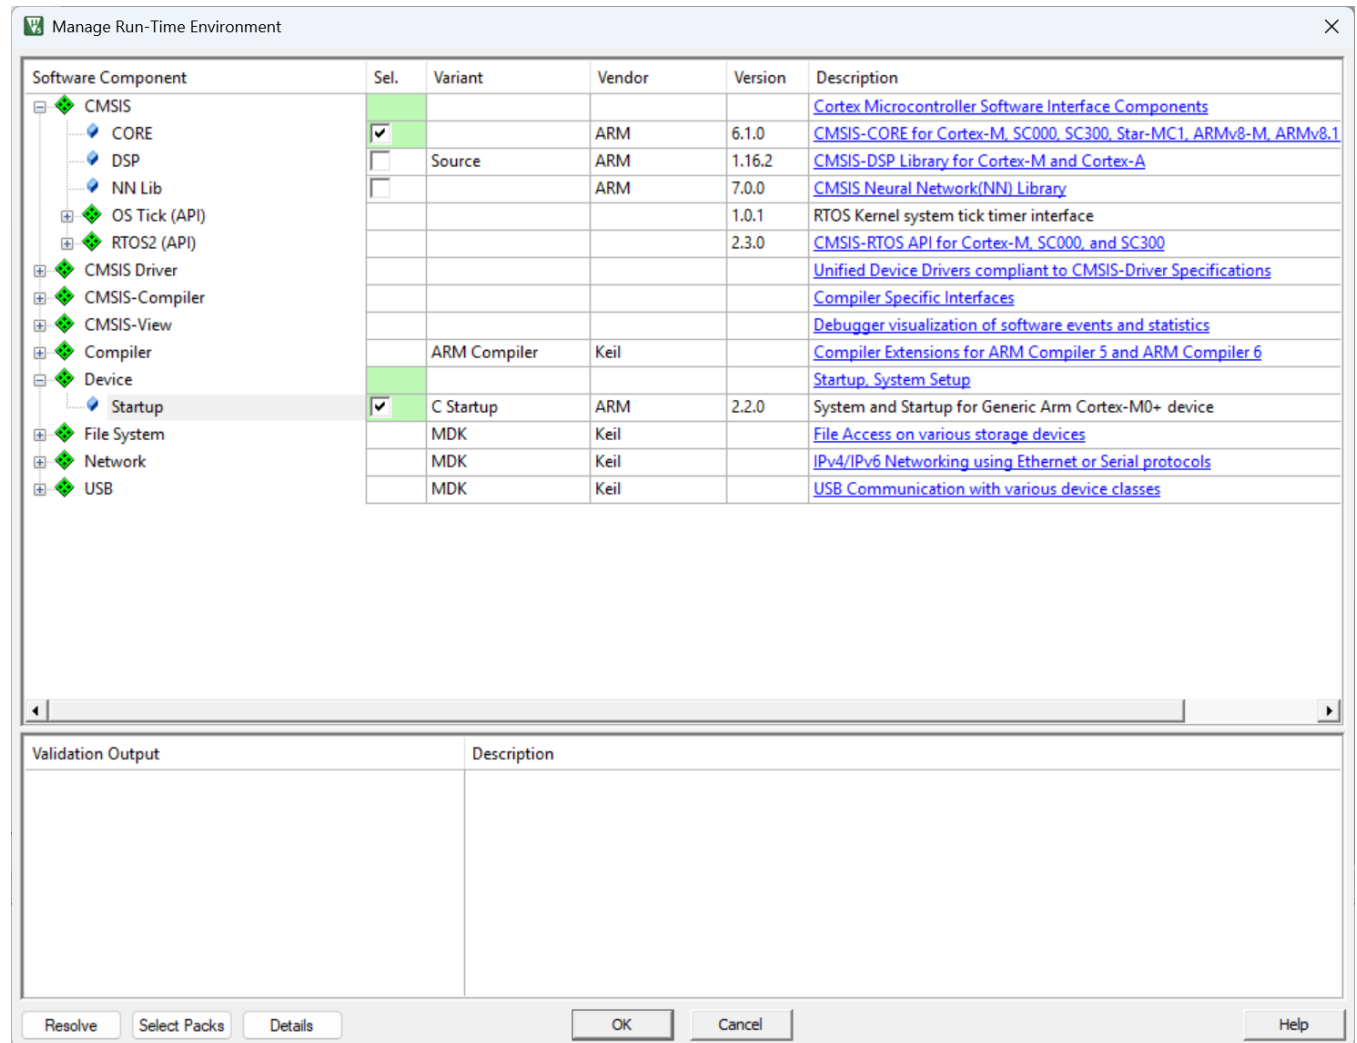 Manage Run-Time Environment
Software Component Sel. Variant Vendor Version Description
CMSIS Cortex Microcontroller Software Interface Components
CORE ARM 6.1.0 CMSIS-CORE for Cortex-M, SC000, SC300, Star-MC1, ARMv8-M, ARMv8.1
DSP Source ARM 1.16.2 CMSIS-DSP Library for Cortex-M and Cortex-A
NN Lib ARM 7.0.0 CMSIS Neural Network(NN) Library
OS Tick (API) 1.0.1 RTOS Kernel system tick timer interface
RTOS2 (API) 2.3.0 CMSIS-RTOS API for Cortex-M, SC000, and SC300
CMSIS Driver Unified Device Drivers compliant to CMSIS-Driver Specifications
CMSIS-Compiler Compiler Specific Interfaces
CMSIS-View Debugger visualization of software events and statistics
Compiler ARM Compiler Keil Compiler Extensions for ARM Compiler 5 and ARM Compiler 6
Device Startup, System Setup
Startup C Startup ARM 2.2.0 System and Startup for Generic Arm Cortex-M0+ device
File System MDK Keil File Access on various storage devices
Network MDK Keil IPv4/IPv6 Networking using Ethernet or Serial protocols
USB MDK Keil USB Communication with various device classes
Validation Output Description
Resolve Select Packs Details OK Cancel Help